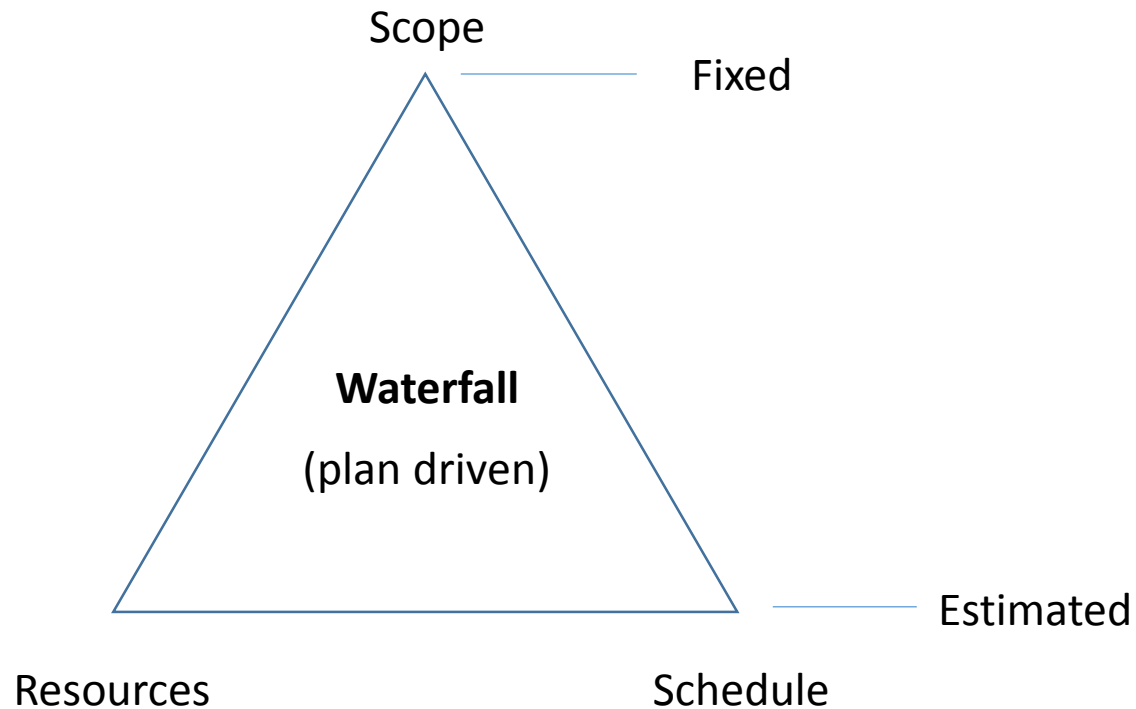 Scope
Fixed
Waterfall
(plan driven)
Estimated
Resources
Schedule